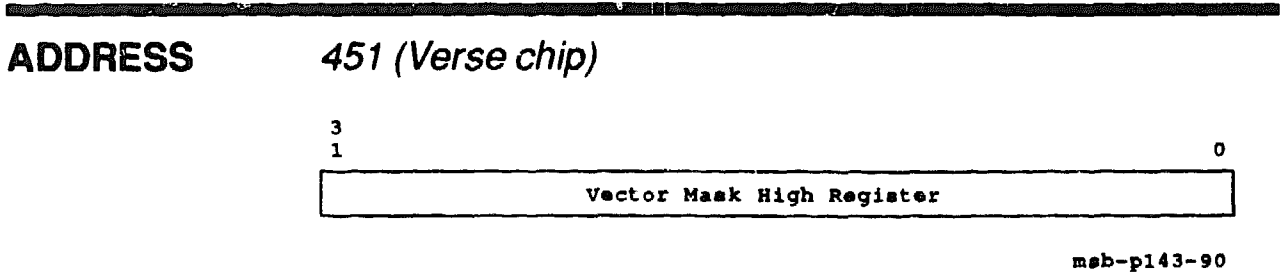 ADDRESS 451 (Verse chip)
3
1 0
Vector Mask High Register
msb-p143-90